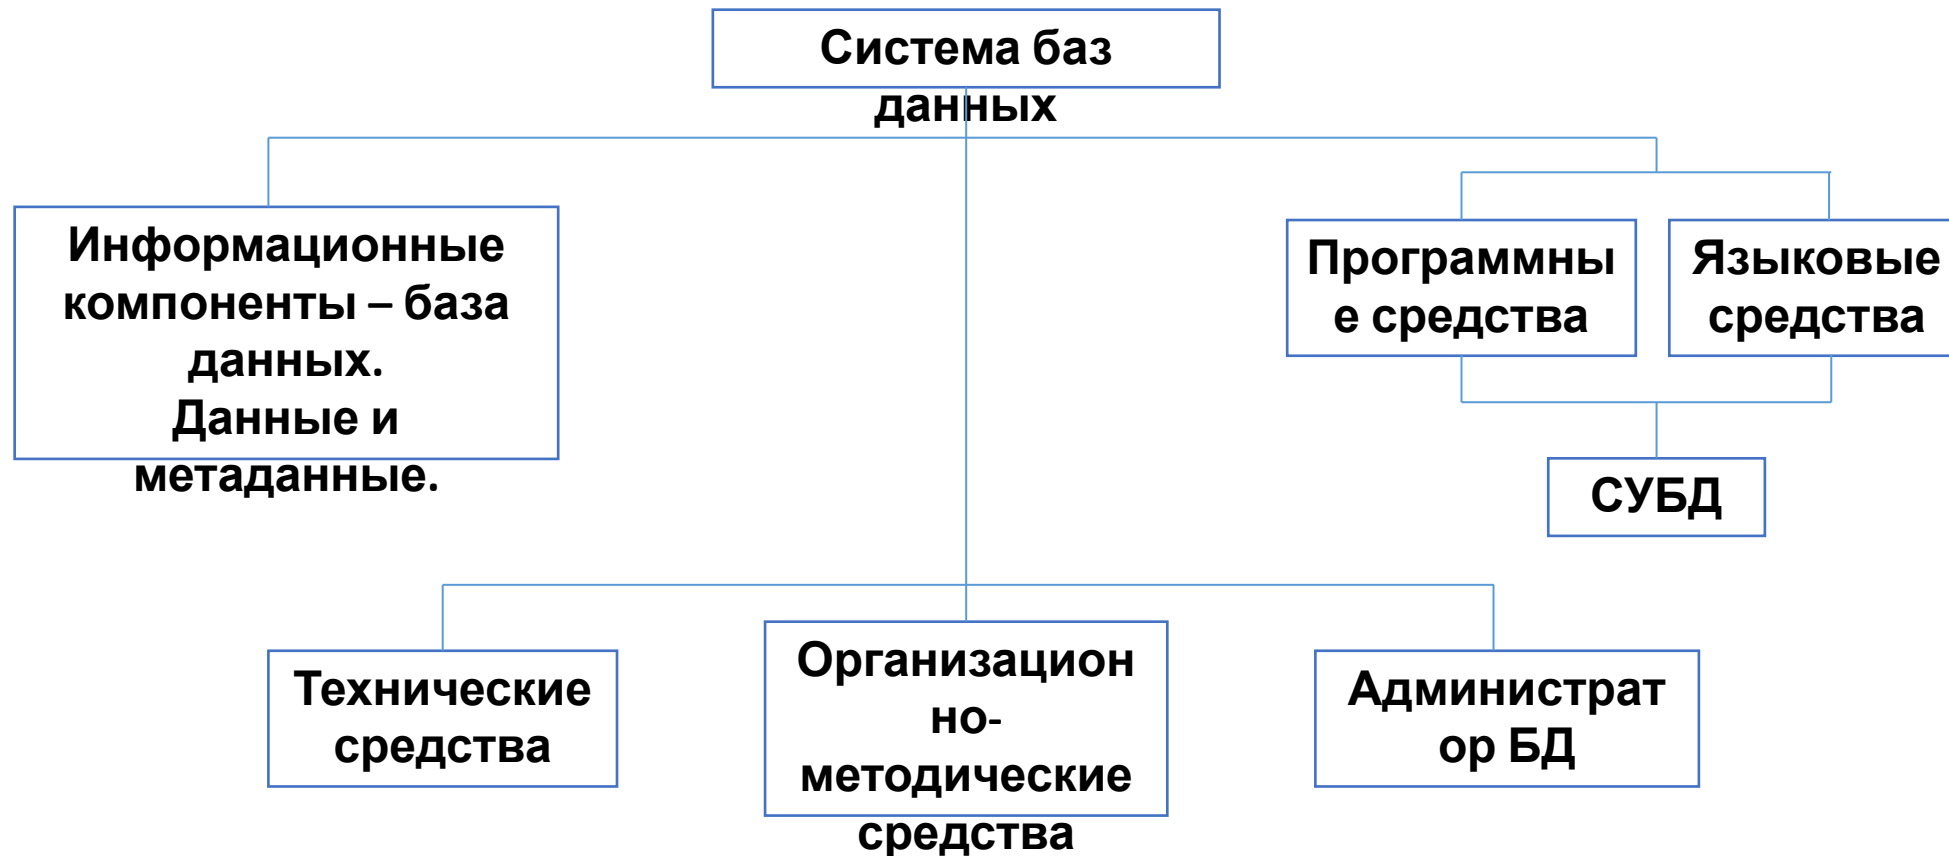 Система баз
данных
Информационные
компоненты – база
данных.
Данные и
метаданные.
Программны
е средства
Языковые
средства
СУБД
Технические
средства
Организацион
но-
методические
средства
Администрат
ор БД